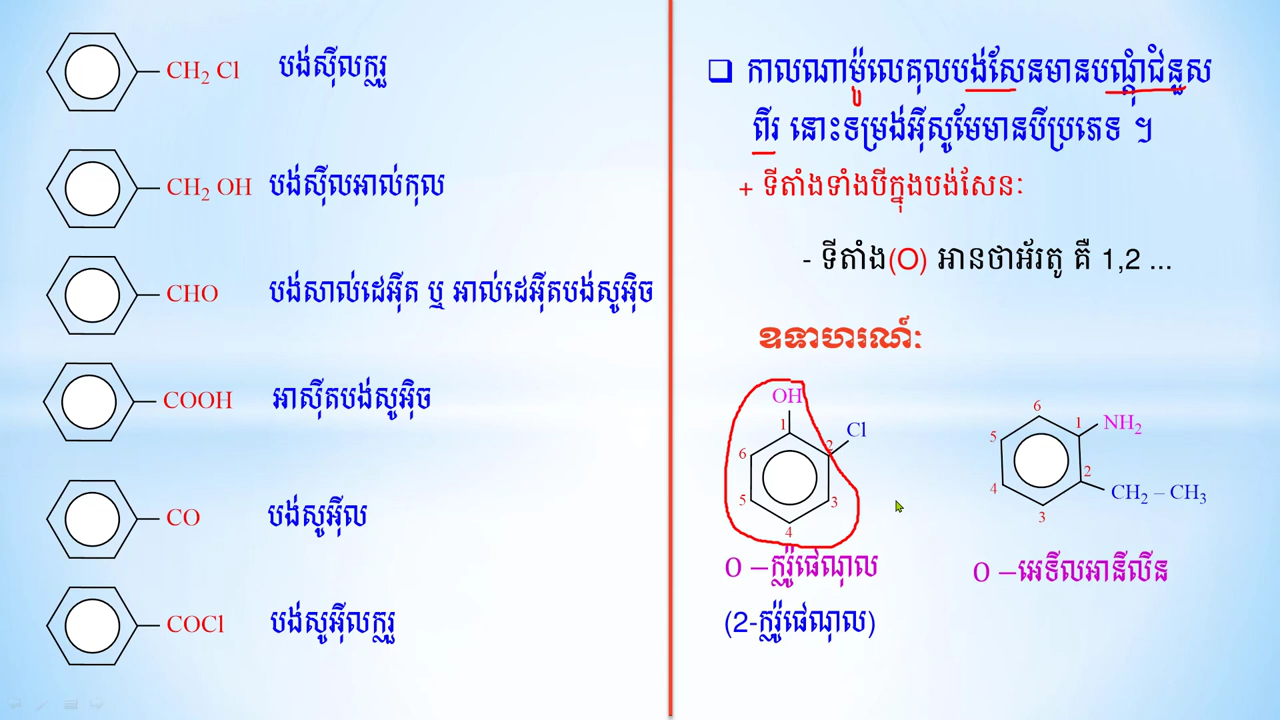 CH₂ Cl បង់ស៊ីលក្លរួ
CH₂ OH បង់ស៊ីលអាល់កុល
CHO បង់សាល់ដេអ៊ីត ឬ អាល់ដេអ៊ីតបង់សូអ៊ិច
COOH អាស៊ីតបង់សូអ៊ិច
CO បង់សូអ៊ីល
COCl បង់សូអ៊ីលក្លរួ
❑ កាលណាម៉ូលេគុលបង់សែនមានបណ្តុំជំនួស
ពីរ នោះទម្រង់អ៊ីសូមែមានបីប្រភេទ ។
+ ទីតាំងទាំងបីក្នុងបង់សែនៈ
- ទីតាំង(O) អានថាអ័រតូ គឺ 1,2 ...
ឧទាហរណ៍ៈ
OH
Cl
1
2
3
4
5
6
O –ក្លរ៉ូផេណុល
(2-ក្លរ៉ូផេណុល)
NH₂
CH₂ – CH₃
1
2
3
4
5
6
O –អេទីលអានីលីន